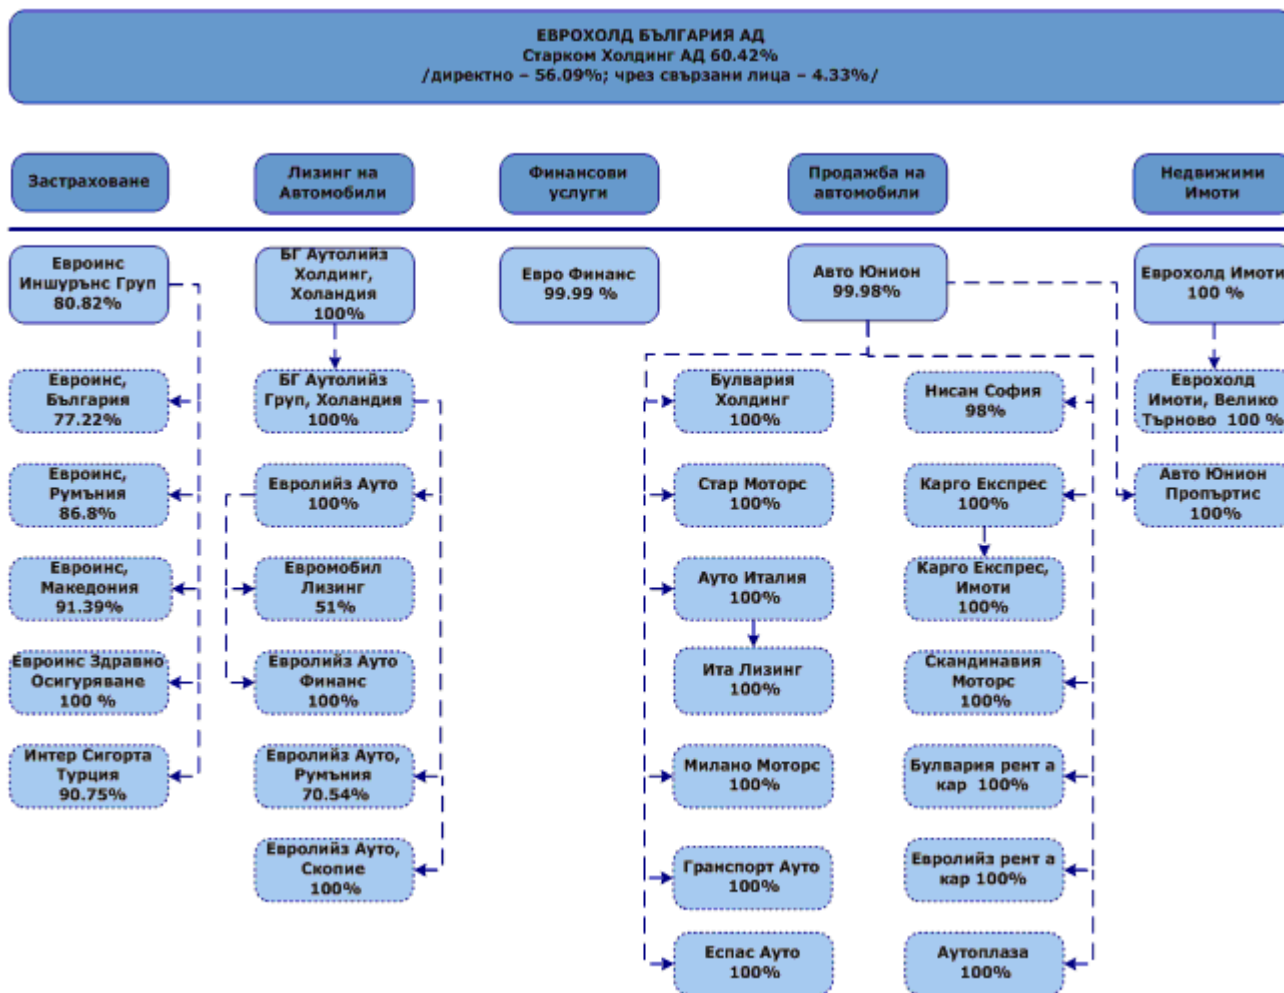 ЕВРОХОЛД БЪЛГАРИЯ АД
Старком Холдинг АД 60.42%
/директно – 56.09%; чрез свързани лица – 4.33%/
Застраховане
Лизинг на
Автомобили
Финансови
услуги
Продажба на
автомобили
Недвижими
Имоти
Евроинс
Иншурънс Груп
80.82%
БГ Аутолийз
Холдинг,
Холандия
100%
Евро Финанс
99.99 %
Авто Юнион
99.98%
Еврохолд Имоти
100 %
Евроинс,
България
77.22%
БГ Аутолийз
Груп, Холандия
100%
Булвария
Холдинг
100%
Нисан София
98%
Еврохолд
Имоти, Велико
Търново 100 %
Евроинс,
Румъния
86.8%
Евролийз Ауто
100%
Стар Моторс
100%
Карго Експрес
100%
Авто Юнион
Пропъртис
100%
Евроинс,
Македония
91.39%
Евромобил
Лизинг
51%
Ауто Италия
100%
Карго Експрес,
Имоти
100%
Евроинс Здравно
Осигуряване
100 %
Евролийз Ауто
Финанс
100%
Ита Лизинг
100%
Скандинавия
Моторс
100%
Интер Сигорта
Турция
90.75%
Евролийз Ауто,
Румъния
70.54%
Милано Моторс
100%
Булвария рент а
кар 100%
Евролийз Ауто,
Скопие
100%
Гранспорт Ауто
100%
Евролийз рент а
кар 100%
Еспас Ауто
100%
Аутоплаза
100%